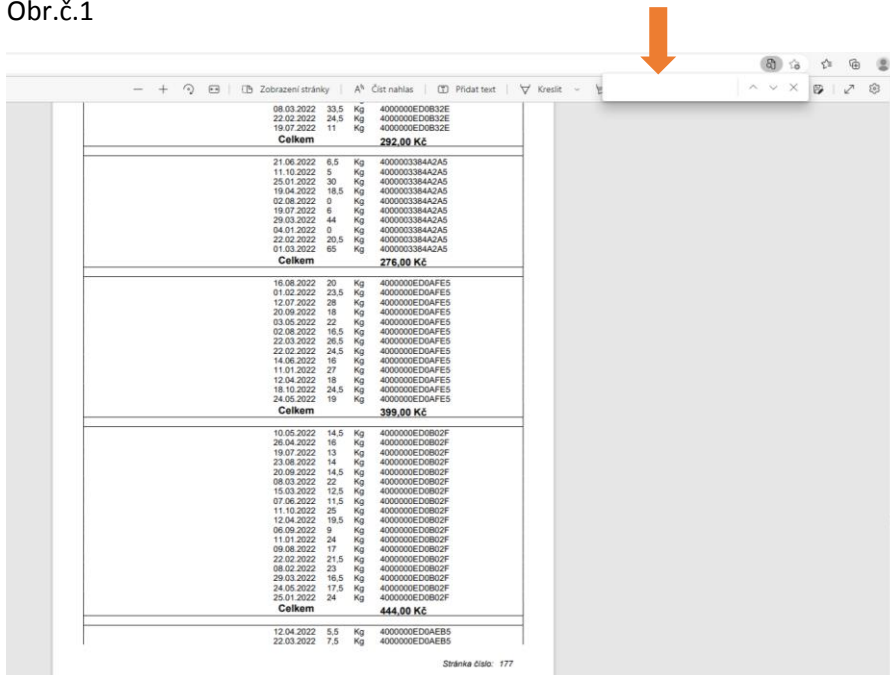 Obr.č.1
Zobrazení stránky Číst nahlas Přidat text Kreslit
08.03.2022 33,5 Kg 4000000ED0B32E
22.02.2022 24,5 Kg 4000000ED0B32E
19.07.2022 11 Kg 4000000ED0B32E
Celkem 292,00 Kč
21.06.2022 6,5 Kg 4000003384A2A5
11.10.2022 5 Kg 4000003384A2A5
25.01.2022 30 Kg 4000003384A2A5
19.04.2022 18,5 Kg 4000003384A2A5
02.08.2022 0 Kg 4000003384A2A5
19.07.2022 6 Kg 4000003384A2A5
29.03.2022 44 Kg 4000003384A2A5
04.01.2022 0 Kg 4000003384A2A5
22.02.2022 20,5 Kg 4000003384A2A5
01.03.2022 65 Kg 4000003384A2A5
Celkem 276,00 Kč
16.08.2022 20 Kg 4000000ED0AFE5
01.02.2022 23,5 Kg 4000000ED0AFE5
12.07.2022 28 Kg 4000000ED0AFE5
20.09.2022 18 Kg 4000000ED0AFE5
03.05.2022 22 Kg 4000000ED0AFE5
02.08.2022 16,5 Kg 4000000ED0AFE5
22.03.2022 26,5 Kg 4000000ED0AFE5
22.02.2022 24,5 Kg 4000000ED0AFE5
14.06.2022 16 Kg 4000000ED0AFE5
11.01.2022 27 Kg 4000000ED0AFE5
12.04.2022 18 Kg 4000000ED0AFE5
18.10.2022 24,5 Kg 4000000ED0AFE5
24.05.2022 19 Kg 4000000ED0AFE5
Celkem 399,00 Kč
10.05.2022 14,5 Kg 4000000ED0B02F
26.04.2022 16 Kg 4000000ED0B02F
19.07.2022 13 Kg 4000000ED0B02F
23.08.2022 14 Kg 4000000ED0B02F
20.09.2022 14,5 Kg 4000000ED0B02F
08.03.2022 22 Kg 4000000ED0B02F
15.03.2022 12,5 Kg 4000000ED0B02F
07.06.2022 11,5 Kg 4000000ED0B02F
11.10.2022 25 Kg 4000000ED0B02F
12.04.2022 19,5 Kg 4000000ED0B02F
06.09.2022 9 Kg 4000000ED0B02F
11.01.2022 24 Kg 4000000ED0B02F
09.08.2022 17 Kg 4000000ED0B02F
22.02.2022 21,5 Kg 4000000ED0B02F
08.02.2022 23 Kg 4000000ED0B02F
29.03.2022 16,5 Kg 4000000ED0B02F
24.05.2022 17,5 Kg 4000000ED0B02F
25.01.2022 24 Kg 4000000ED0B02F
Celkem 444,00 Kč
12.04.2022 5,5 Kg 4000000ED0AEB5
22.03.2022 7,5 Kg 4000000ED0AEB5
Stránka číslo: 177